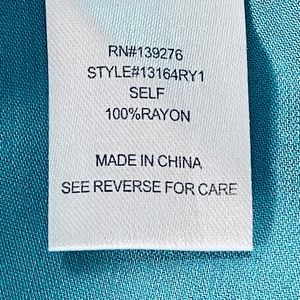 RN#139276
STYLE#13164RY1
SELF
100%RAYON
MADE IN CHINA
SEE REVERSE FOR CARE